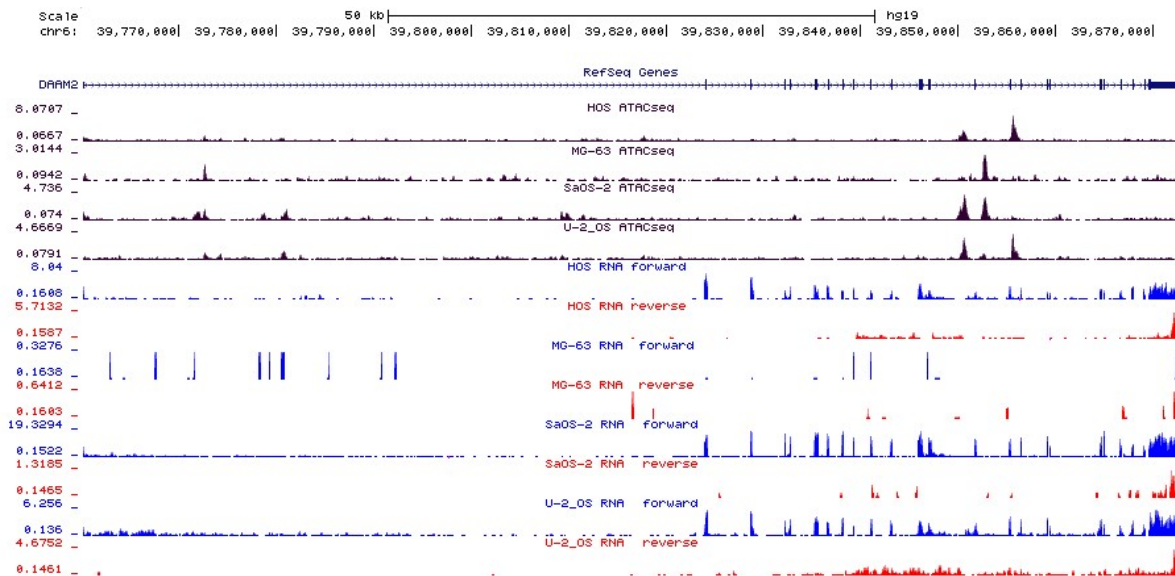 Scale 50 kb hg19
chr6: 39,770,000 39,780,000 39,790,000 39,800,000 39,810,000 39,820,000 39,830,000 39,840,000 39,850,000 39,860,000 39,870,000
RefSeq Genes
DAAM2
HOS ATACseq
8.0707 _
0.0667 _
MG-63 ATACseq
3.0144 _
0.0942 _
SaOS-2 ATACseq
4.736 _
0.074 _
U-2_OS ATACseq
4.6669 _
0.0791 _
HOS RNA forward
8.04 _
0.1608 _
HOS RNA reverse
5.7132 _
0.1587 _
MG-63 RNA forward
0.3276 _
0.1638 _
MG-63 RNA reverse
0.6412 _
0.1603 _
SaOS-2 RNA forward
19.3294 _
0.1522 _
SaOS-2 RNA reverse
1.3185 _
0.1465 _
U-2_OS RNA forward
6.256 _
0.136 _
U-2_OS RNA reverse
4.6752 _
0.1461 _